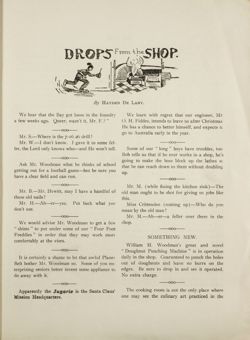 DROPS From the SHOP.
By HAYDEN DE LANY.
We hear that the Bay got loose in the foundry
a few weeks ago. Queer, wasn't it, Mr. F.?
Mr. S.—Where is the drill?
Mr. W.—I don't know. I gave it to some fel-
ler, the Lord only knows who—and He won't tell.
Ask Mr. Woodman what he thinks of school
getting out for a football game—but be sure you
have a clear field and can run.
Mr. B.—Mr. Hewitt, may I have a handful of
these old nails?
Mr. H.—Ah—er—yes. Put back what you
don't use.
We would advise Mr. Woodmer to get a few
"shims" to put under some of our "Four Foot
Freddies" in order that they may work more
comfortably at the vises.
It is certainly a shame to let that awful Planer
Belt bother Mr. Woodman so. Some of you en-
terprising seniors better invent some appliance to
do away with it.
Apparently the Jaguria is the Santa Claus'
Mission Headquarters.
We learn with regret that our engineer, Mr.
O. H. Fieldes, intends to leave us after Christmas
He has a chance to better himself, and expects to
go to Australia early in the year.
Some of our "long" boys have troubles, too.
Bob tells us that if he ever works in a shop, he's
going to make the boss block up the lathes so
that he can reach down to them without doubling
up.
Mr. M. (while fixing the kitchen sink)—The
old man ought to be shot for giving us jobs like
this.
Miss Crittenden (coming up)—Who do you
mean by the old man?
Mr. M.—Ah—er—a feller over there in the
shop.
SOMETHING NEW.
William M. Woodman's great and novel
"Doughnut Punching Machine" is in operation
daily in the shop. Guaranteed to punch the holes
out of doughnuts and leave no burrs on the
edges. Be sure to drop in and see it operated.
No extra charge.
The cooking room is not the only place where
one may see the culinary art practiced in the